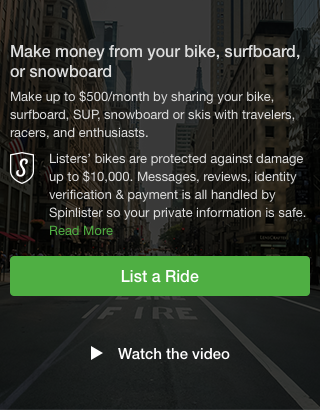 Make money from your bike, surfboard,
or snowboard
Make up to $500/month by sharing your bike,
surfboard, SUP, snowboard or skis with travelers,
racers, and enthusiasts.
S
Listers' bikes are protected against damage
up to $10,000. Messages, reviews, identity
verification & payment is all handled by
Spinlister so your private information is safe.
Read More
List a Ride
LANE
FIRE
Watch the video